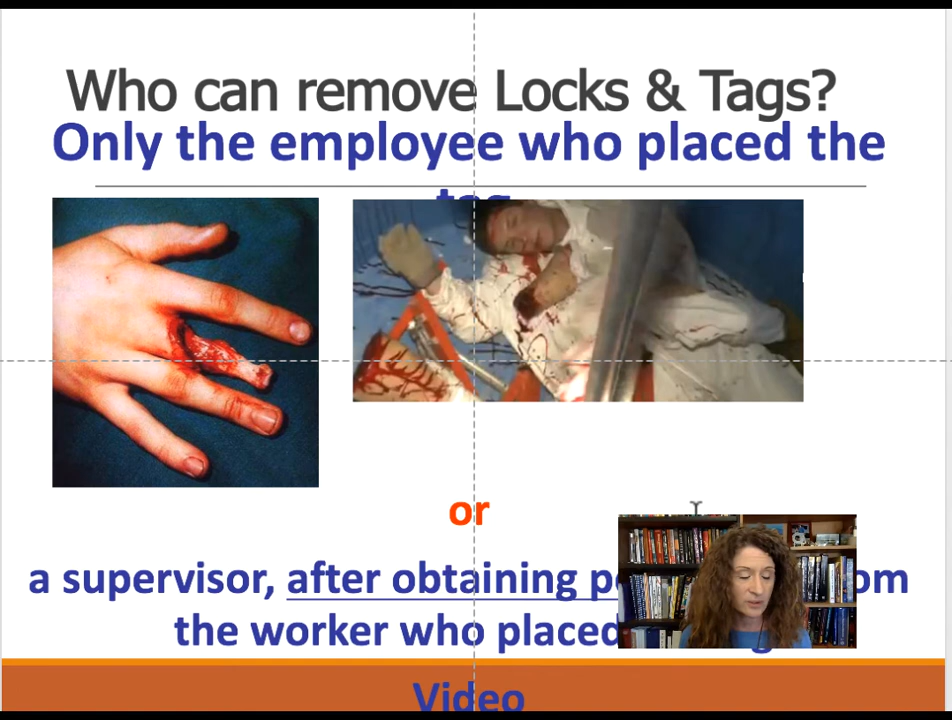 Who can remove Locks & Tags?
Only the employee who placed the
tag
or
a supervisor, after obtaining
the worker who placed
Video